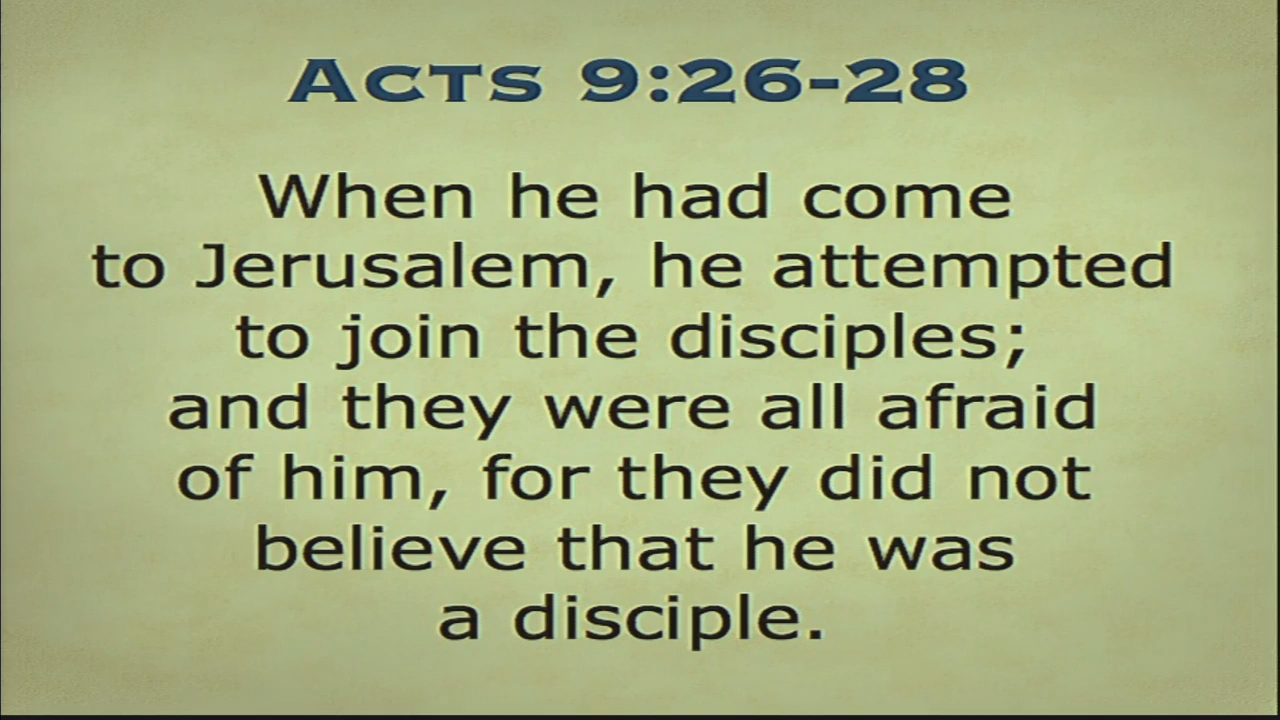 Acts 9:26-28
When he had come
to Jerusalem, he attempted
to join the disciples;
and they were all afraid
of him, for they did not
believe that he was
a disciple.